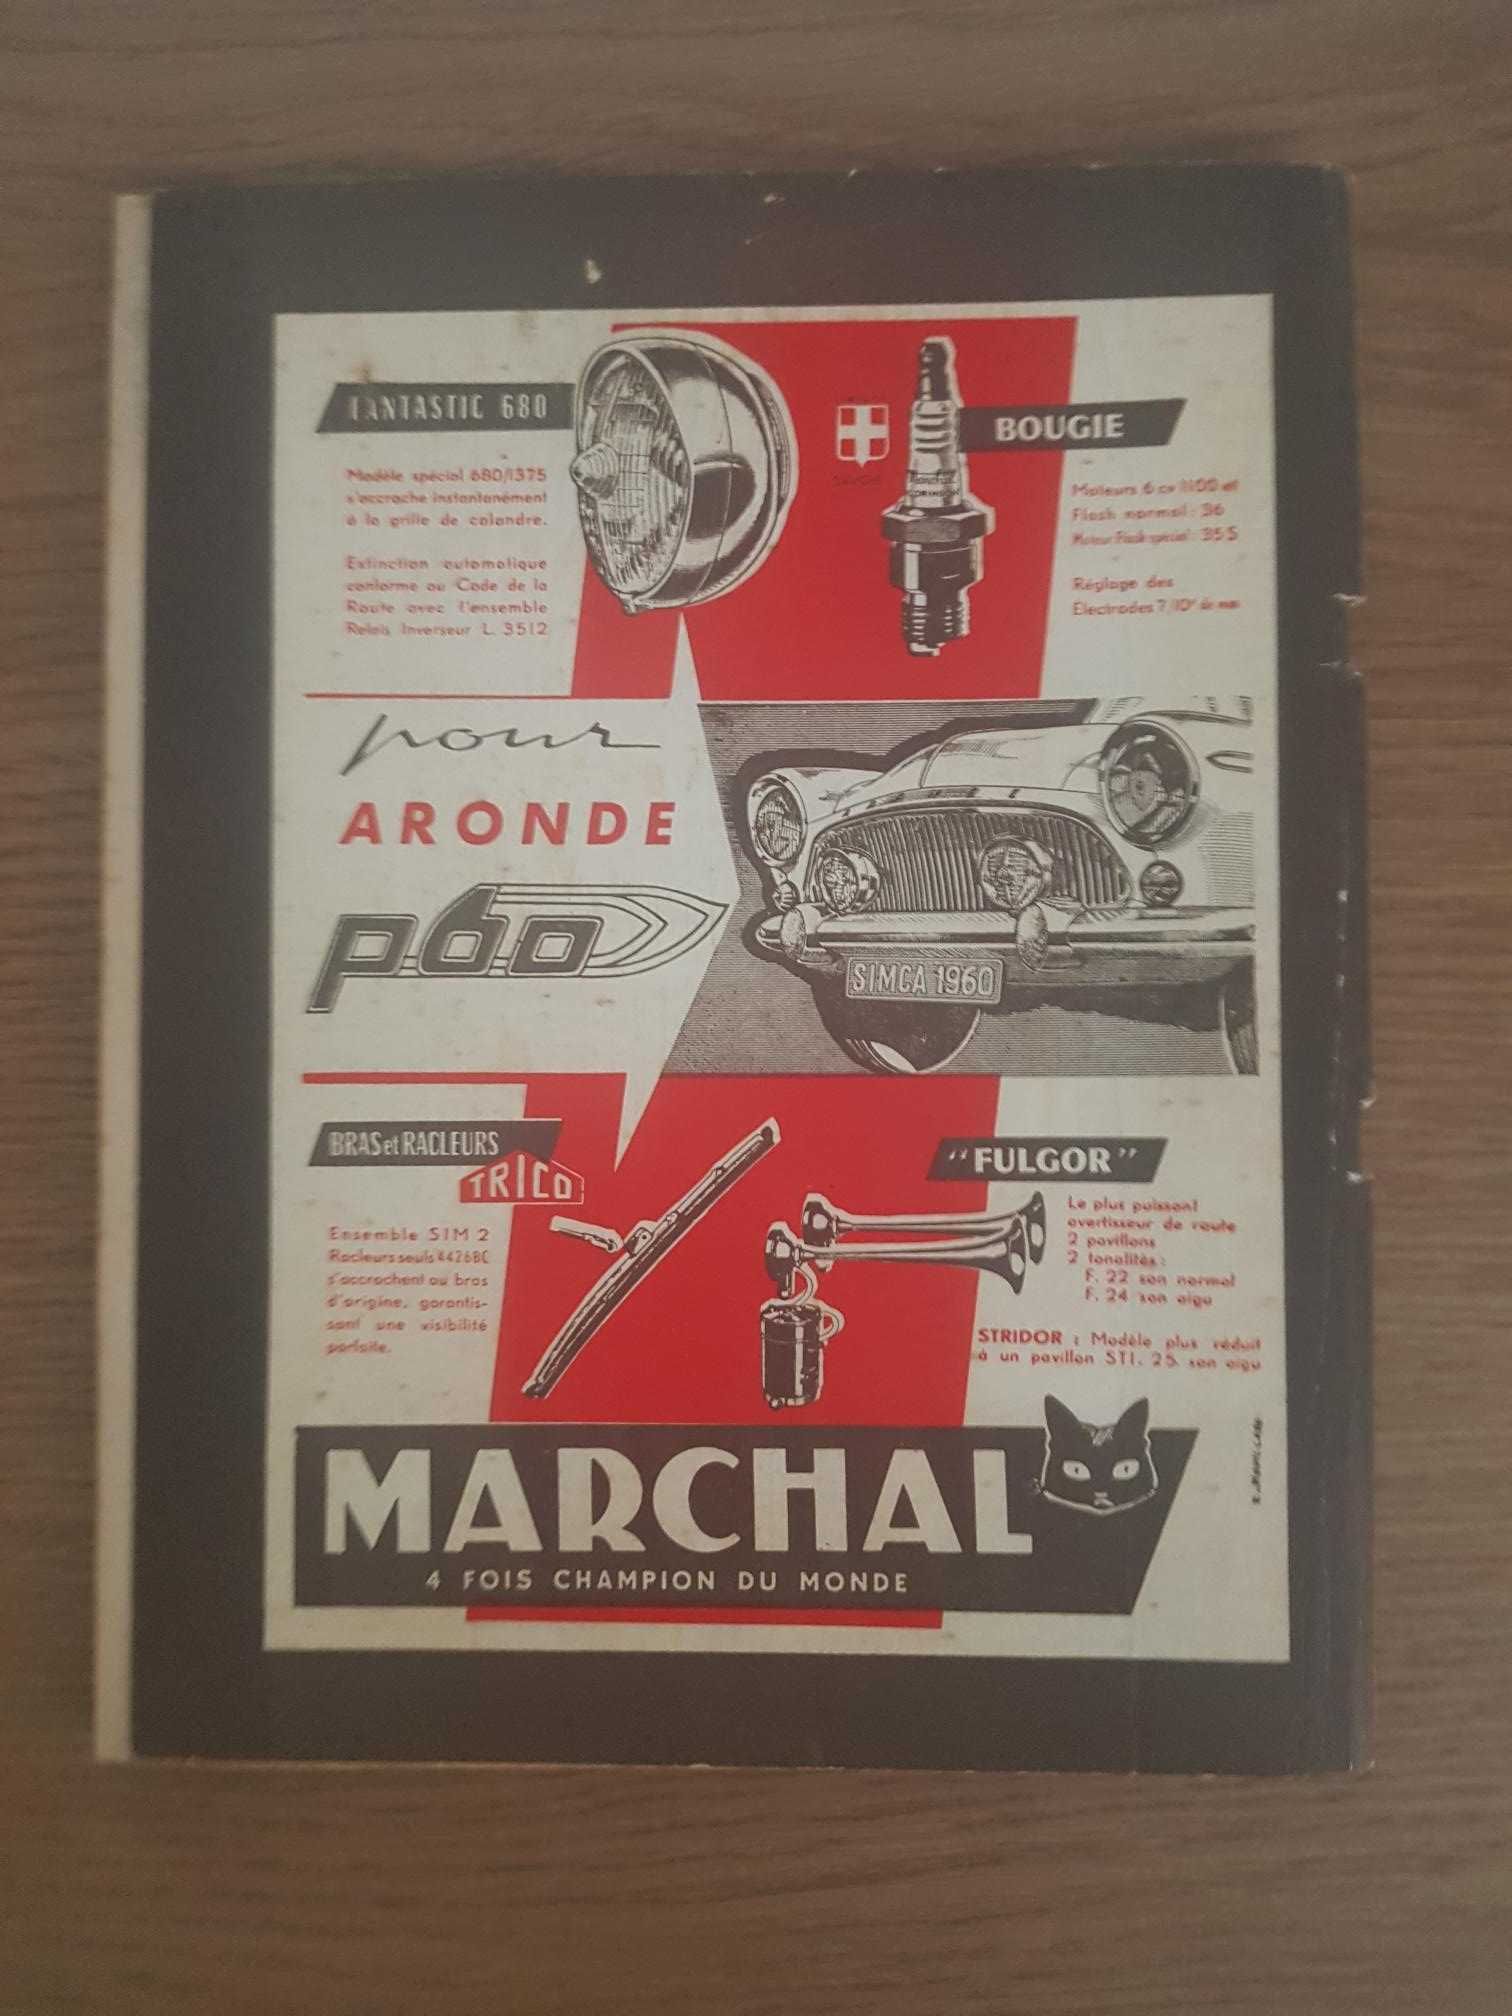 FANTASTIC 680
Modèle spécial 680/1375
s'accroche instantanément
à la grille de calandre.
Extinction automatique
conforme au Code de la
Route avec l'ensemble
Relais Inverseur L. 3512
BOUGIE
Moteurs 6 cv 1100 et
Flash normal : 36
Moteur Flash spécial : 35 S
Réglage des
Electrodes 7/10e de mm
pour
ARONDE
P60
SIMCA 1960
BRAS et RACLEURS
TRICO
Ensemble SIM 2
Racleurs seuls 4426BC
s'accrochent au bras
d'origine, garantis-
sant une visibilité
parfaite.
"FULGOR"
Le plus puissant
avertisseur de route
2 pavillons
2 tonalités :
F. 22 son normal
F. 24 son aigu
STRIDOR : Modèle plus réduit
à un pavillon STI. 25 son aigu
MARCHAL
4 FOIS CHAMPION DU MONDE